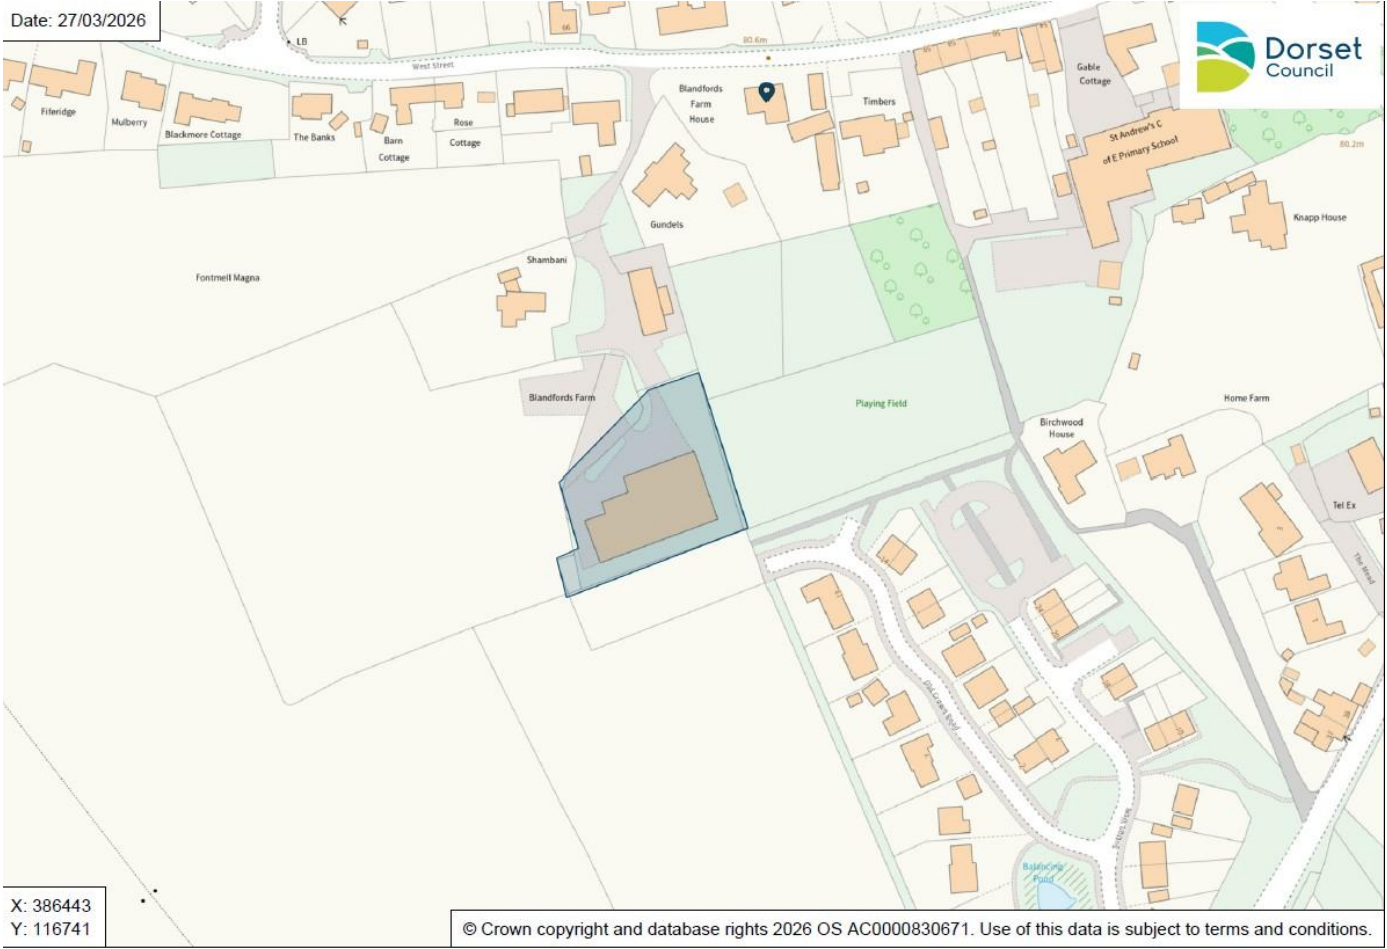 Date: 27/03/2026
Dorset
Council
LB
66
80.6m
West Street
Fiferidge
Mulberry
Blackmore Cottage
The Banks
Barn
Cottage
Rose
Cottage
Blandfords
Farm
House
Timbers
Gable
Cottage
St Andrew's C
of E Primary School
80.2m
Gundels
Knapp House
Shambani
Fontmell Magna
Blandfords Farm
Playing Field
Birchwood
House
Home Farm
Tel Ex
The Mead
Balancing
Pond
X: 386443
Y: 116741
© Crown copyright and database rights 2026 OS AC0000830671. Use of this data is subject to terms and conditions.